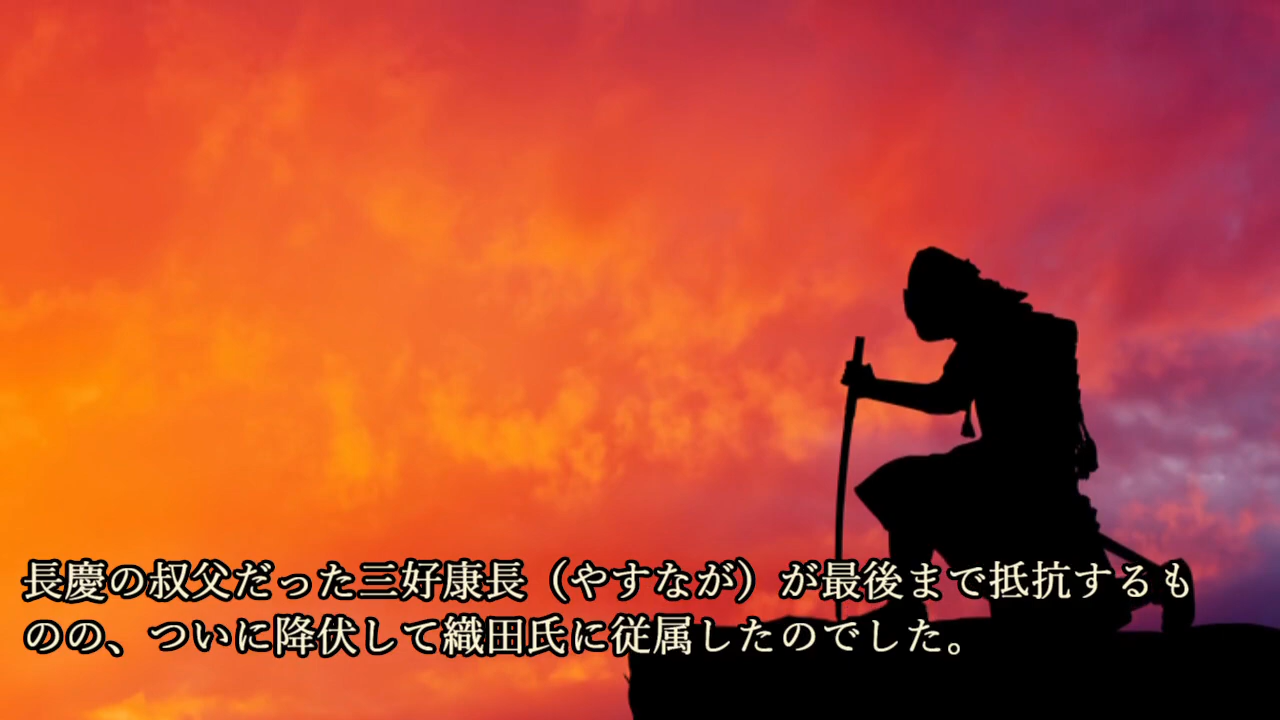 長慶の叔父だった三好康長（やすなが）が最後まで抵抗するも
のの、ついに降伏して織田氏に従属したのでした。